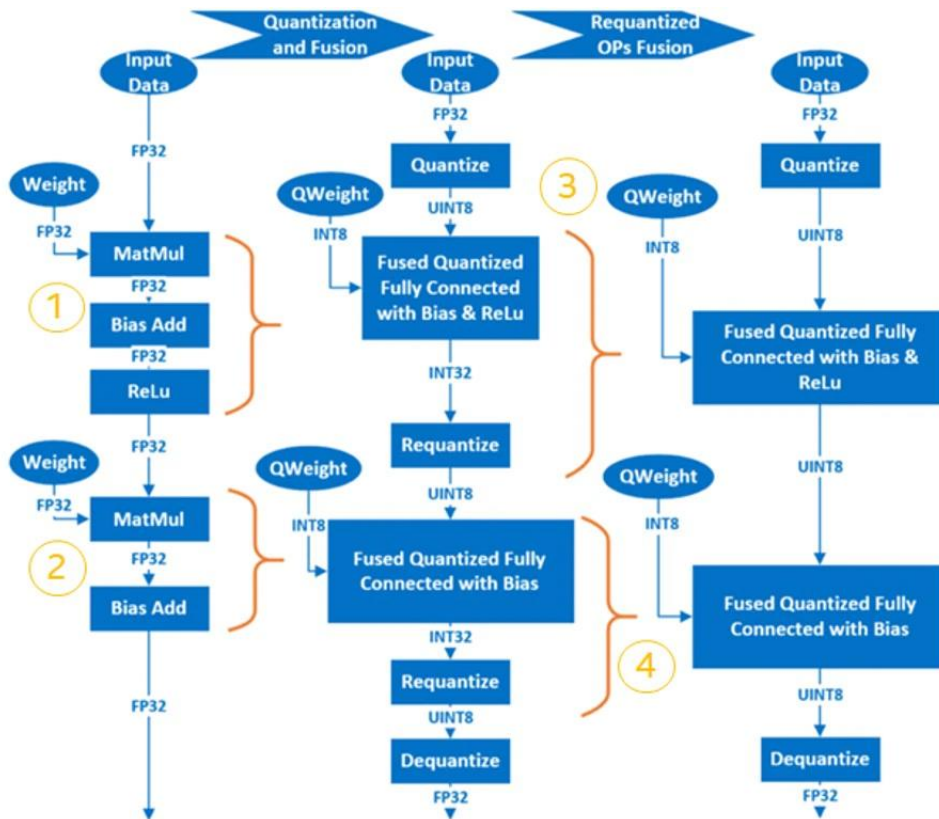 Quantization
and Fusion
Requantized
OPs Fusion
Input
Data
FP32
Weight
FP32
MatMul
FP32
1
Bias Add
FP32
ReLu
FP32
Weight
FP32
MatMul
FP32
2
Bias Add
FP32
Input
Data
FP32
Quantize
UINT8
QWeight
INT8
Fused Quantized
Fully Connected
with Bias & ReLu
INT32
Requantize
UINT8
QWeight
INT8
Fused Quantized Fully
Connected with Bias
INT32
Requantize
UINT8
Dequantize
FP32
3
4
Input
Data
FP32
Quantize
UINT8
QWeight
INT8
Fused Quantized Fully
Connected with Bias &
ReLu
UINT8
QWeight
INT8
Fused Quantized Fully
Connected with Bias
UINT8
Dequantize
FP32